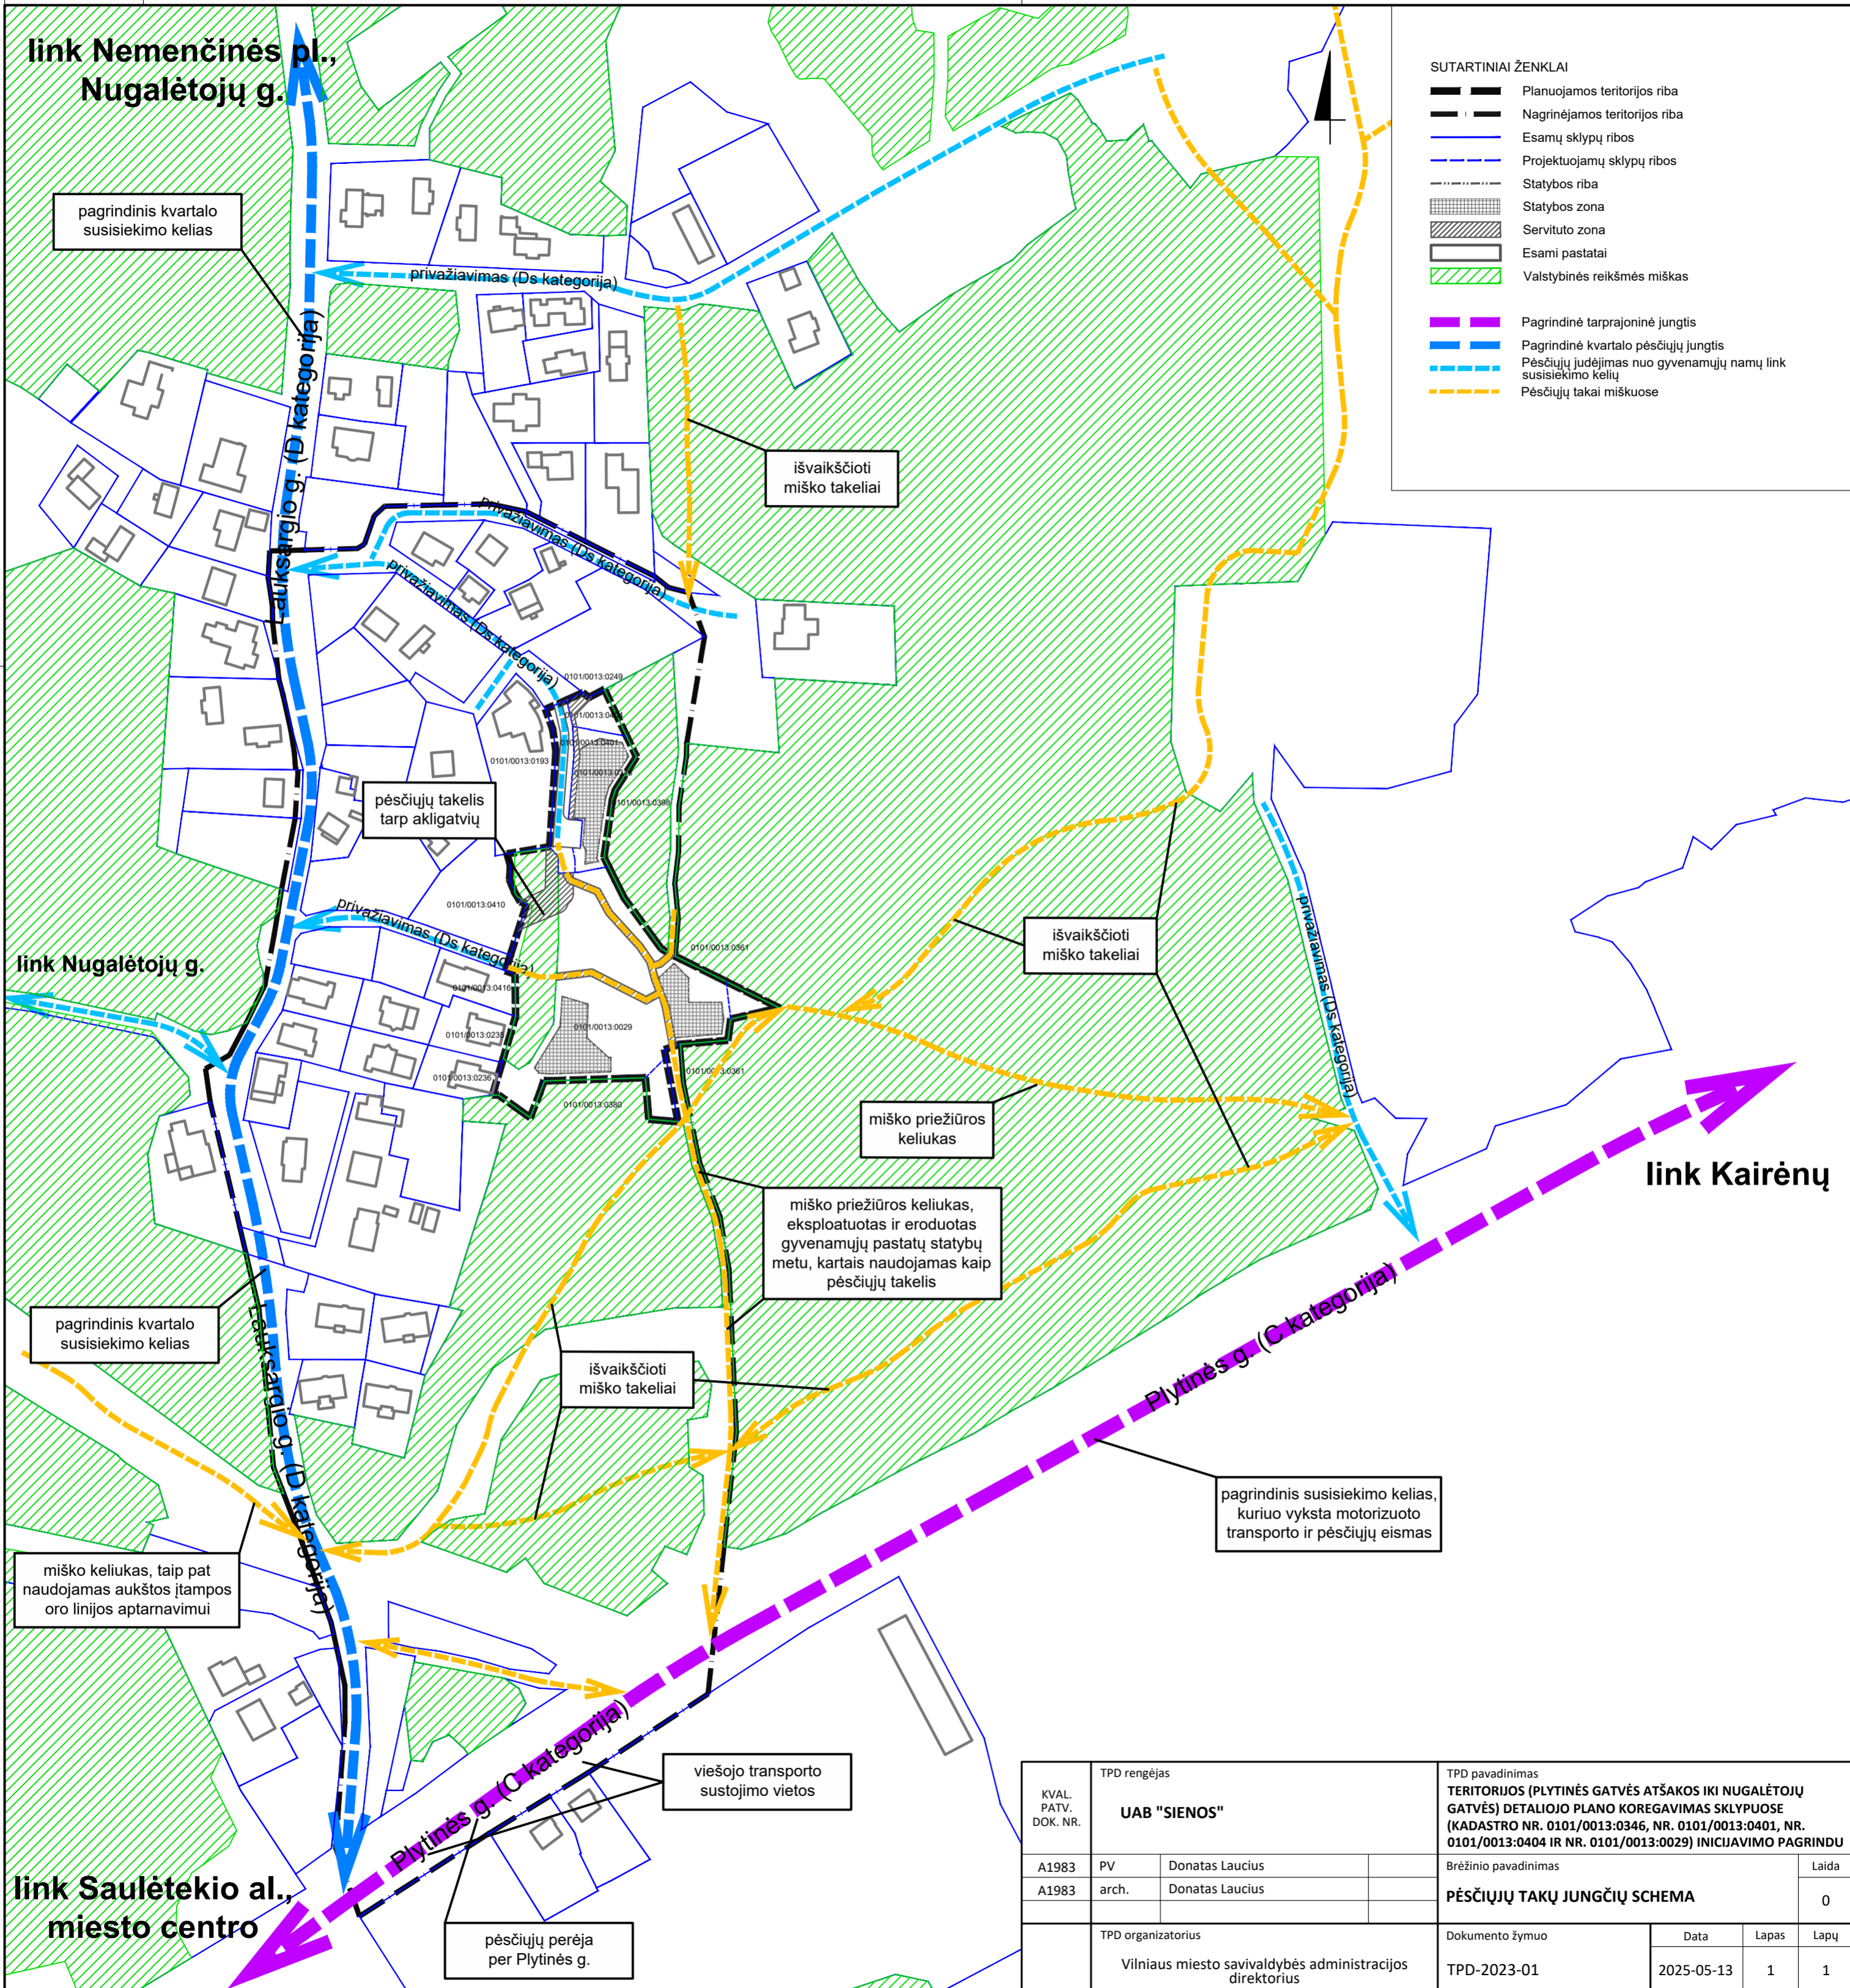 link Nemenčinės pl.,
Nugalėtojų g.
SUTARTINIAI ŽENKLAI
Planuojamos teritorijos riba
Nagrinėjamos teritorijos riba
Esamų sklypų ribos
Projektuojamų sklypų ribos
Statybos riba
Statybos zona
Servituto zona
Esami pastatai
Valstybinės reikšmės miškas
Pagrindinė tarprajoninė jungtis
Pagrindinė kvartalo pėsčiųjų jungtis
Pėsčiųjų judėjimas nuo gyvenamųjų namų link
susisiekimo kelių
Pėsčiųjų takai miškuose
pagrindinis kvartalo
susisiekimo kelias
privažiavimas (Ds kategorija)
Lauksargio g. (D kategorija)
išvaikščioti
miško takeliai
privažiavimas (Ds kategorija)
privažiavimas (Ds kategorija)
0101/0013:0249
0101/0013:0401
0101/0013:0193
0101/0013:0398
pėsčiųjų takelis
tarp akligatvių
0101/0013:0410
privažiavimas (Ds kategorija)
0101/0013:0361
link Nugalėtojų g.
0101/0013:0416
0101/0013:0029
0101/0013:0235
0101/0013:0236
0101/0013:0361
0101/0013:0380
išvaikščioti
miško takeliai
privažiavimas (Ds kategorija)
miško priežiūros
keliukas
link Kairėnų
miško priežiūros keliukas,
eksploatuotas ir eroduotas
gyvenamųjų pastatų statybų
metu, kartais naudojamas kaip
pėsčiųjų takelis
pagrindinis kvartalo
susisiekimo kelias
Lauksargio g. (D kategorija)
išvaikščioti
miško takeliai
Plytinės g. (C kategorija)
pagrindinis susisiekimo kelias,
kuriuo vyksta motorizuoto
transporto ir pėsčiųjų eismas
miško keliukas, taip pat
naudojamas aukštos įtampos
oro linijos aptarnavimui
Plytinės g. (C kategorija)
viešojo transporto
sustojimo vietos
link Saulėtekio al.,
miesto centro
pėsčiųjų perėja
per Plytinės g.
KVAL.
PATV.
DOK. NR.
TPD rengėjas
UAB "SIENOS"
TPD pavadinimas
TERITORIJOS (PLYTINĖS GATVĖS ATŠAKOS IKI NUGALĖTOJŲ
GATVĖS) DETALIOJO PLANO KOREGAVIMAS SKLYPUOSE
(KADASTRO NR. 0101/0013:0346, NR. 0101/0013:0401, NR.
0101/0013:0404 IR NR. 0101/0013:0029) INICIJAVIMO PAGRINDU
A1983 PV Donatas Laucius
A1983 arch. Donatas Laucius
Brėžinio pavadinimas
PĖSČIŲJŲ TAKŲ JUNGČIŲ SCHEMA
Laida
0
TPD organizatorius
Vilniaus miesto savivaldybės administracijos
direktorius
Dokumento žymuo
TPD-2023-01
Data
2025-05-13
Lapas
1
Lapų
1